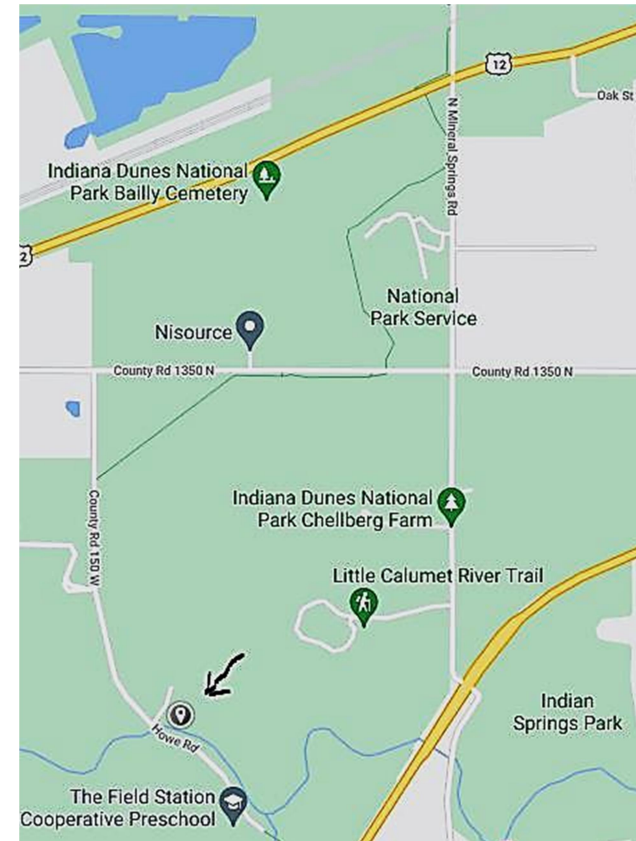 12
Oak St
N Mineral Springs Rd
Indiana Dunes National
Park Bailly Cemetery
2
National
Park Service
Nisource
County Rd 1350 N
County Rd 1350 N
Indiana Dunes National
Park Chellberg Farm
County Rd 150 W
Little Calumet River Trail
Indian
Springs Park
Howe Rd
The Field Station
Cooperative Preschool